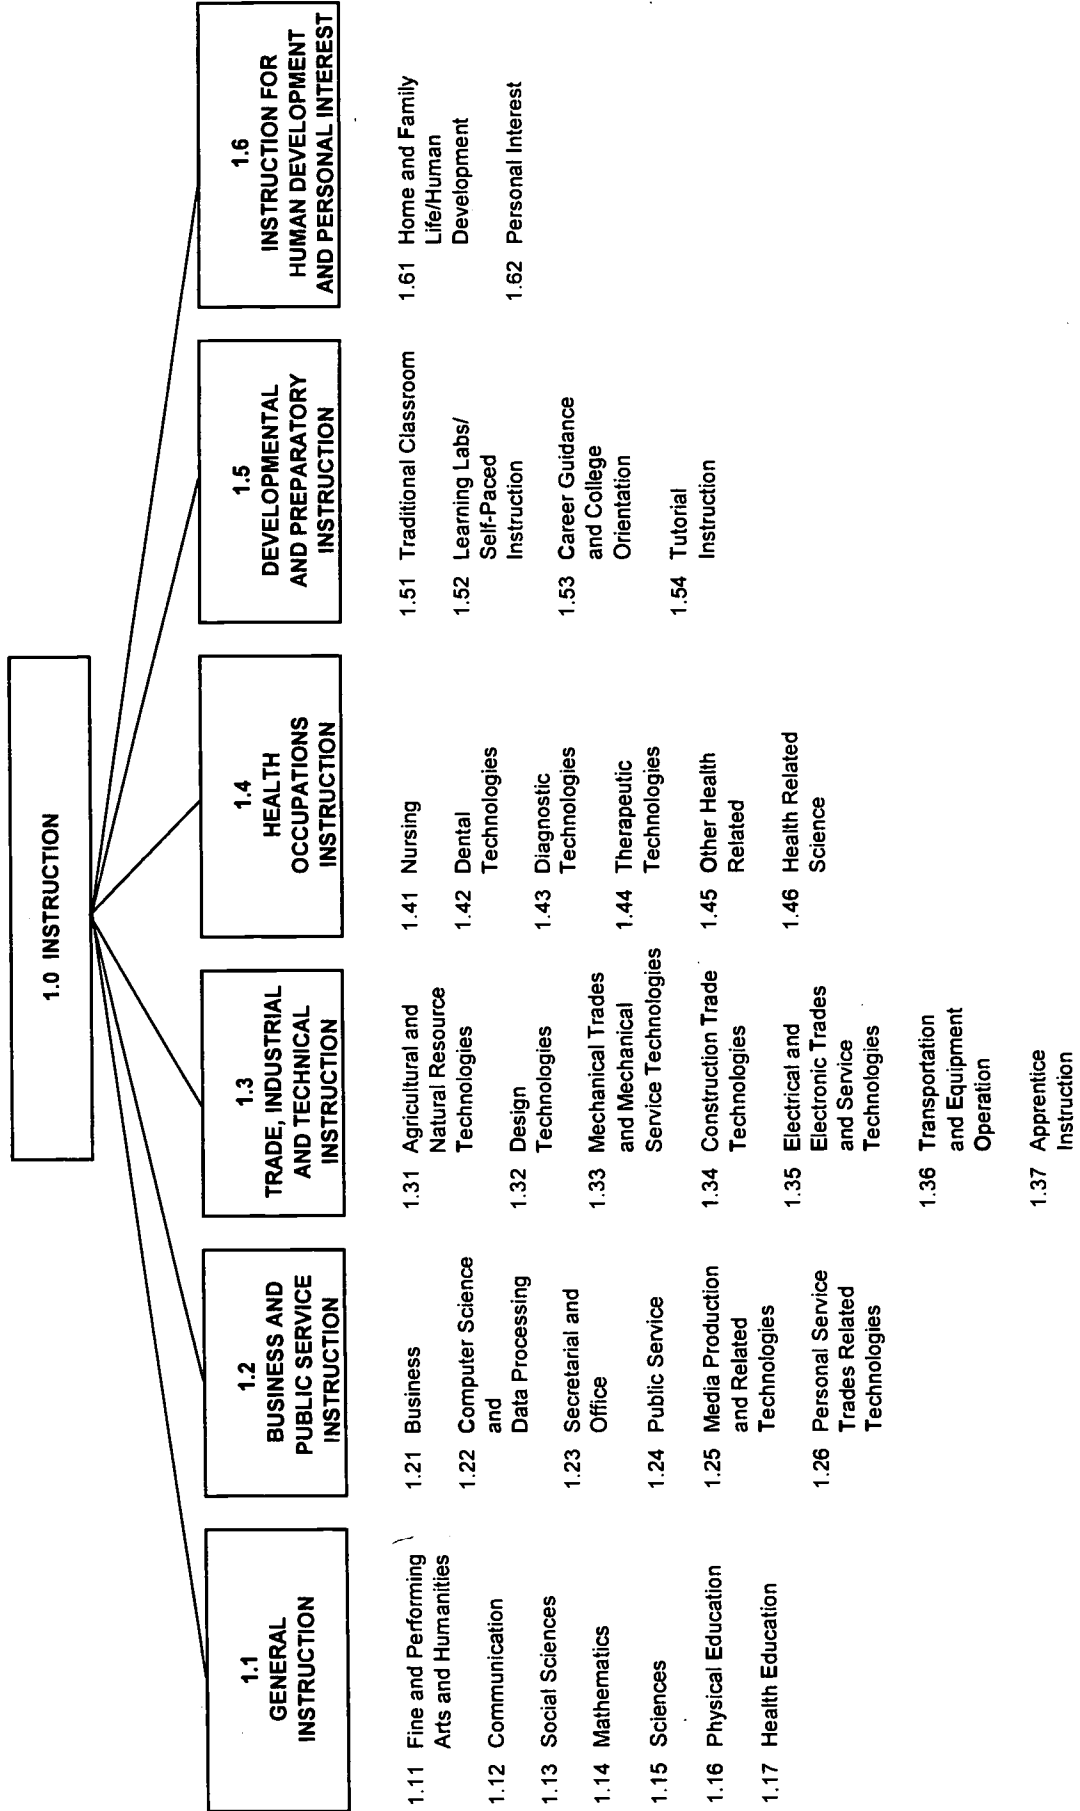 1.0 INSTRUCTION
1.1
GENERAL
INSTRUCTION
1.11 Fine and Performing
Arts and Humanities
1.12 Communication
1.13 Social Sciences
1.14 Mathematics
1.15 Sciences
1.16 Physical Education
1.17 Health Education
1.2
BUSINESS AND
PUBLIC SERVICE
INSTRUCTION
1.21 Business
1.22 Computer Science
and
Data Processing
1.23 Secretarial and
Office
1.24 Public Service
1.25 Media Production
and Related
Technologies
1.26 Personal Service
Trades Related
Technologies
1.3
TRADE, INDUSTRIAL
AND TECHNICAL
INSTRUCTION
1.31 Agricultural and
Natural Resource
Technologies
1.32 Design
Technologies
1.33 Mechanical Trades
and Mechanical
Service Technologies
1.34 Construction Trade
Technologies
1.35 Electrical and
Electronic Trades
and Service
Technologies
1.36 Transportation
and Equipment
Operation
1.37 Apprentice
Instruction
1.4
HEALTH
OCCUPATIONS
INSTRUCTION
1.41 Nursing
1.42 Dental
Technologies
1.43 Diagnostic
Technologies
1.44 Therapeutic
Technologies
1.45 Other Health
Related
1.46 Health Related
Science
1.5
DEVELOPMENTAL
AND PREPARATORY
INSTRUCTION
1.51 Traditional Classroom
1.52 Learning Labs/
Self-Paced
Instruction
1.53 Career Guidance
and College
Orientation
1.54 Tutorial
Instruction
1.6
INSTRUCTION FOR
HUMAN DEVELOPMENT
AND PERSONAL INTEREST
1.61 Home and Family
Life/Human
Development
1.62 Personal Interest